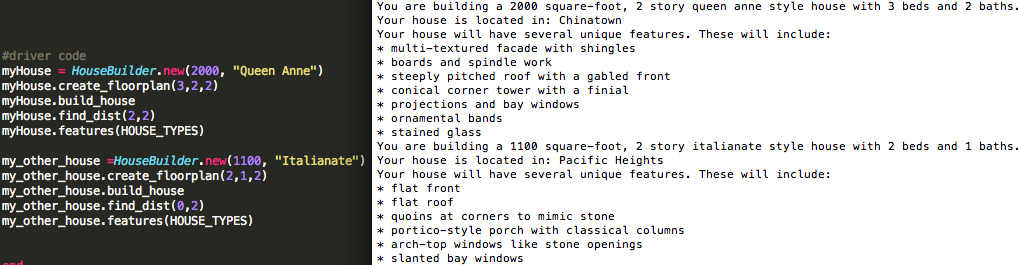 #driver code
myHouse = HouseBuilder.new(2000, "Queen Anne")
myHouse.create_floorplan(3,2,2)
myHouse.build_house
myHouse.find_dist(2,2)
myHouse.features(HOUSE_TYPES)
my_other_house =HouseBuilder.new(1100, "Italianate")
my_other_house.create_floorplan(2,1,2)
my_other_house.build_house
my_other_house.find_dist(0,2)
my_other_house.features(HOUSE_TYPES)
end
You are building a 2000 square-foot, 2 story queen anne style house with 3 beds and 2 baths.
Your house is located in: Chinatown
Your house will have several unique features. These will include:
* multi-textured facade with shingles
* boards and spindle work
* steeply pitched roof with a gabled front
* conical corner tower with a finial
* projections and bay windows
* ornamental bands
* stained glass
You are building a 1100 square-foot, 2 story italianate style house with 2 beds and 1 baths.
Your house is located in: Pacific Heights
Your house will have several unique features. These will include:
* flat front
* flat roof
* quoins at corners to mimic stone
* portico-style porch with classical columns
* arch-top windows like stone openings
* slanted bay windows